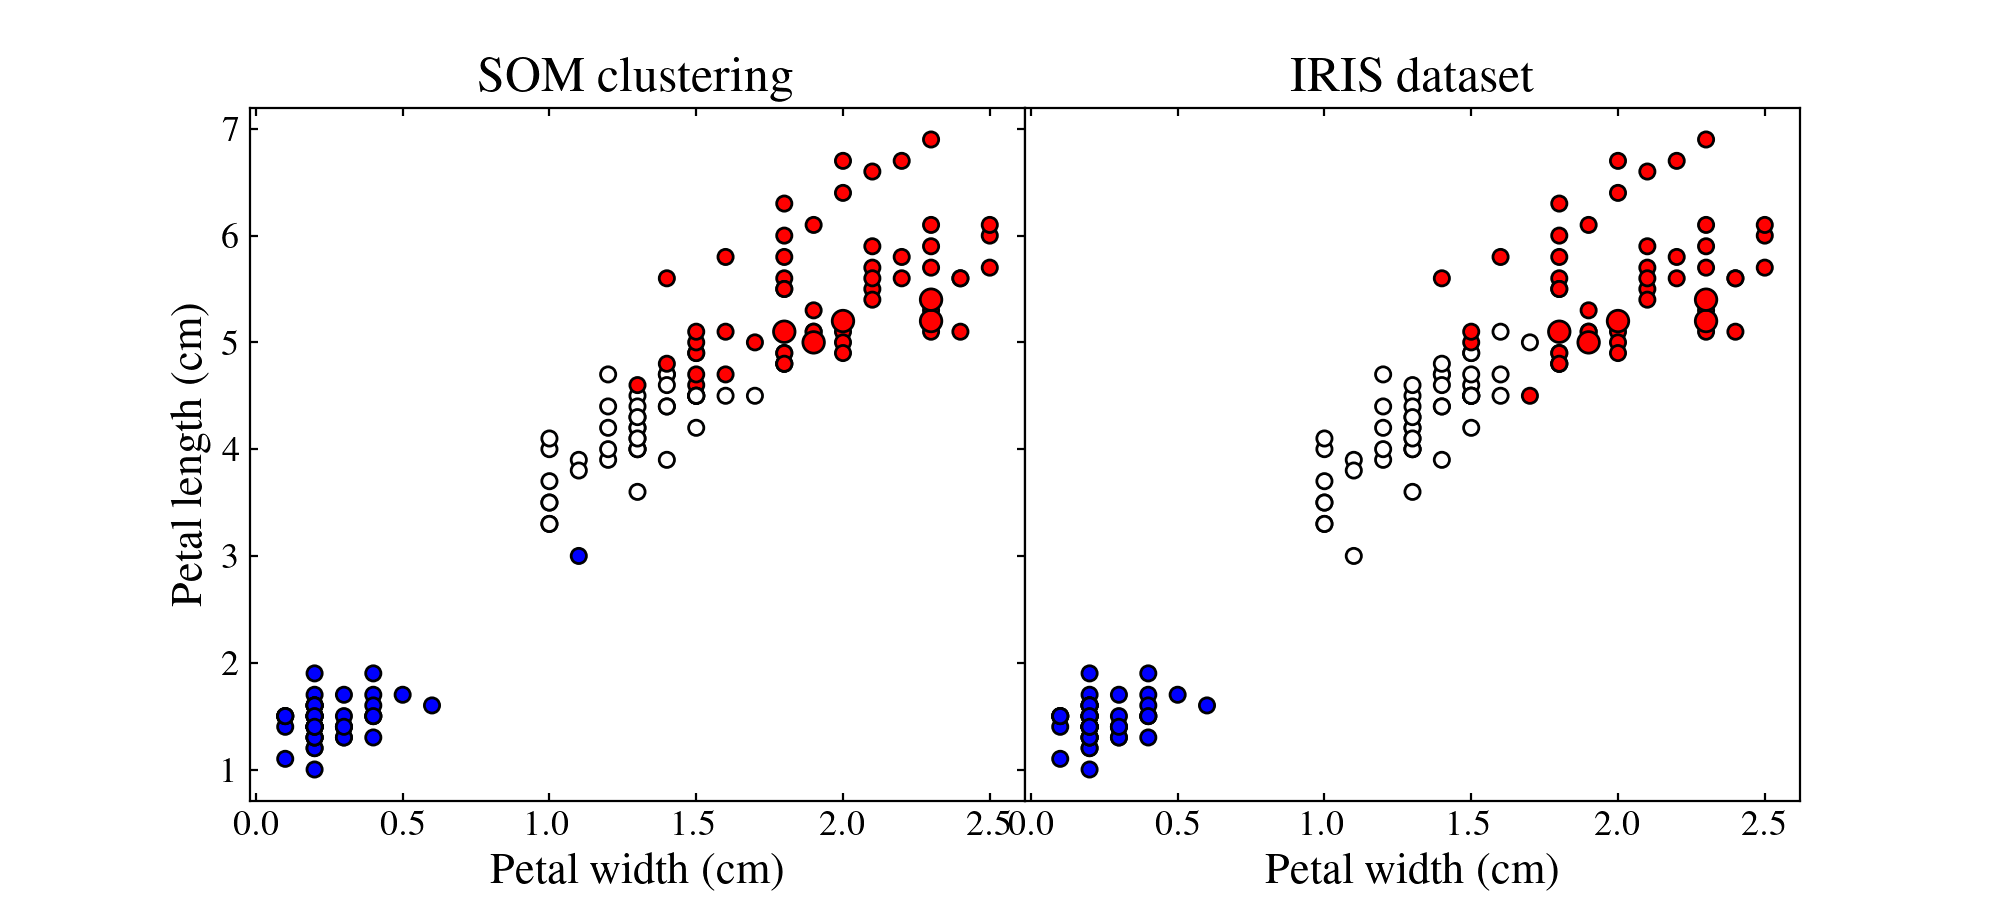 SOM clustering
IRIS dataset
Petal length (cm)
7
6
5
4
3
2
1
0.0 0.5 1.0 1.5 2.0 2.5
0.0 0.5 1.0 1.5 2.0 2.5
Petal width (cm)
Petal width (cm)